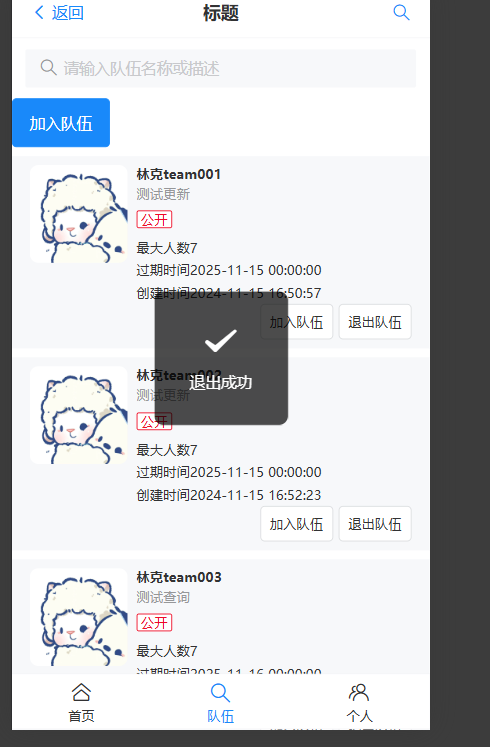 返回
标题
请输入队伍名称或描述
加入队伍
林克team001
测试更新
公开
最大人数7
过期时间2025-11-15 00:00:00
创建时间2024-11-15 16:50:57
加入队伍 退出队伍
退出成功
林克team002
测试更新
公开
最大人数7
过期时间2025-11-15 00:00:00
创建时间2024-11-15 16:52:23
加入队伍 退出队伍
林克team003
测试查询
公开
最大人数7
过期时间2025-11-16 00:00:00
首页 队伍 个人